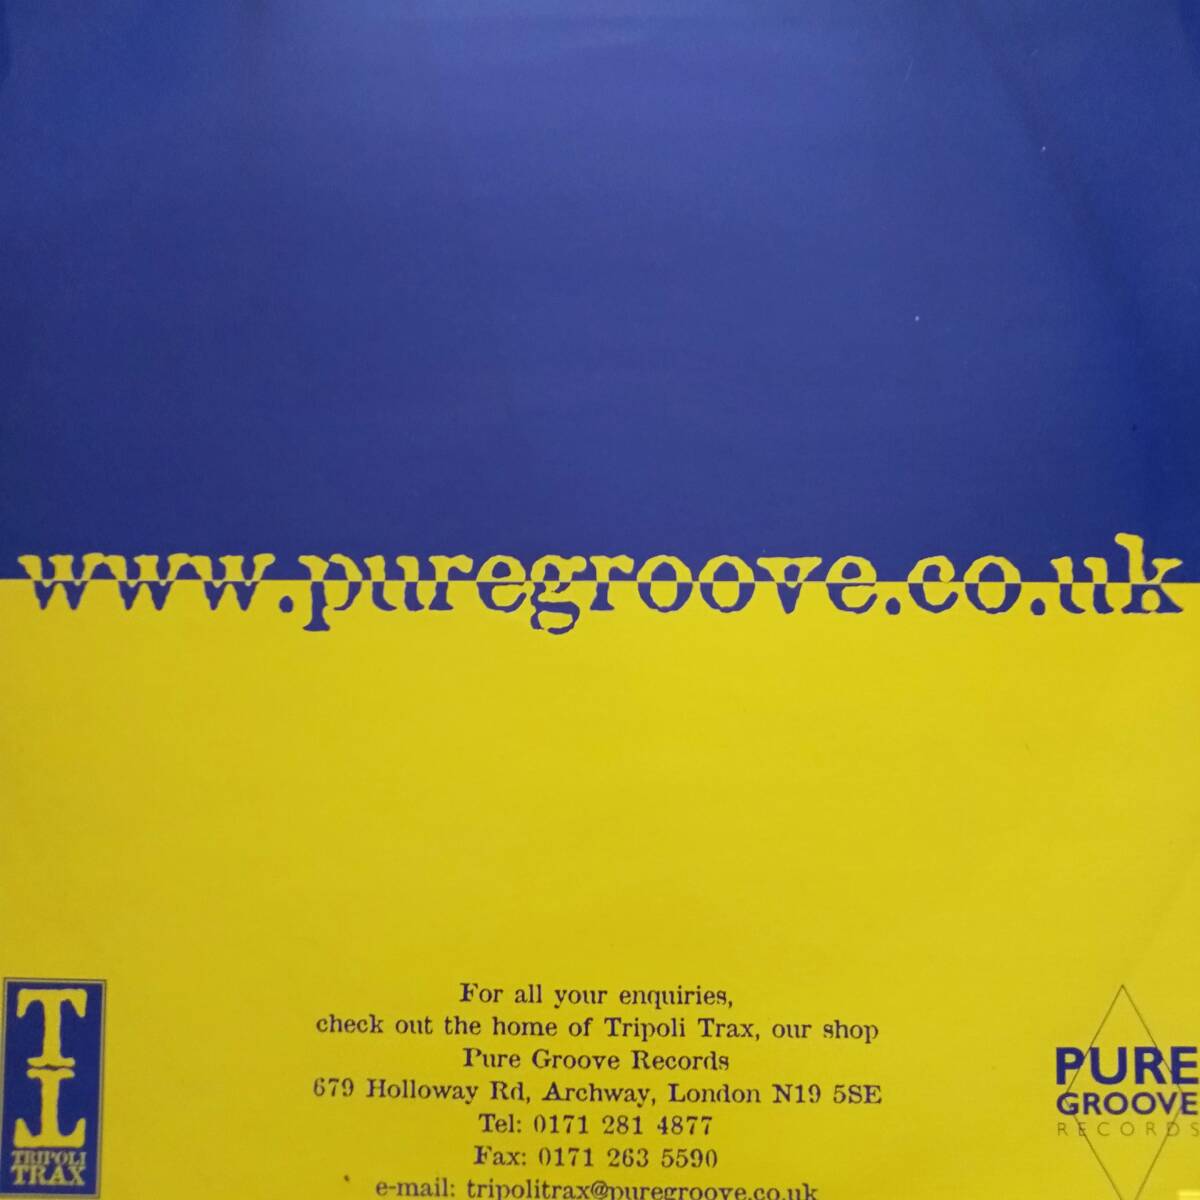 www.puregroove.co.uk
For all your enquiries,
check out the home of Tripoli Trax, our shop
Pure Groove Records
679 Holloway Rd, Archway, London N19 5SE
Tel: 0171 281 4877
Fax: 0171 263 5590
e-mail: tripolitrax@puregroove.co.uk
TT
TRIPOLI
TRAX
PURE
GROOVE
RECORDS